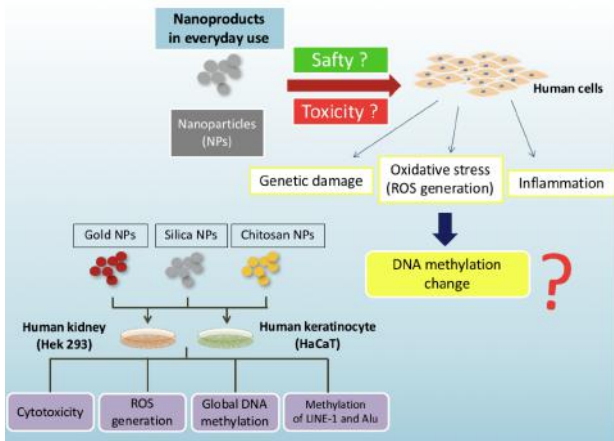 Nanoproducts
in everyday use
Safty ?
Toxicity ?
Nanoparticles
(NPs)
Human cells
Genetic damage
Oxidative stress
(ROS generation)
Inflammation
DNA methylation
change
?
Gold NPs
Silica NPs
Chitosan NPs
Human kidney
(Hek 293)
Human keratinocyte
(HaCaT)
Cytotoxicity
ROS
generation
Global DNA
methylation
Methylation
of LINE-1 and Alu